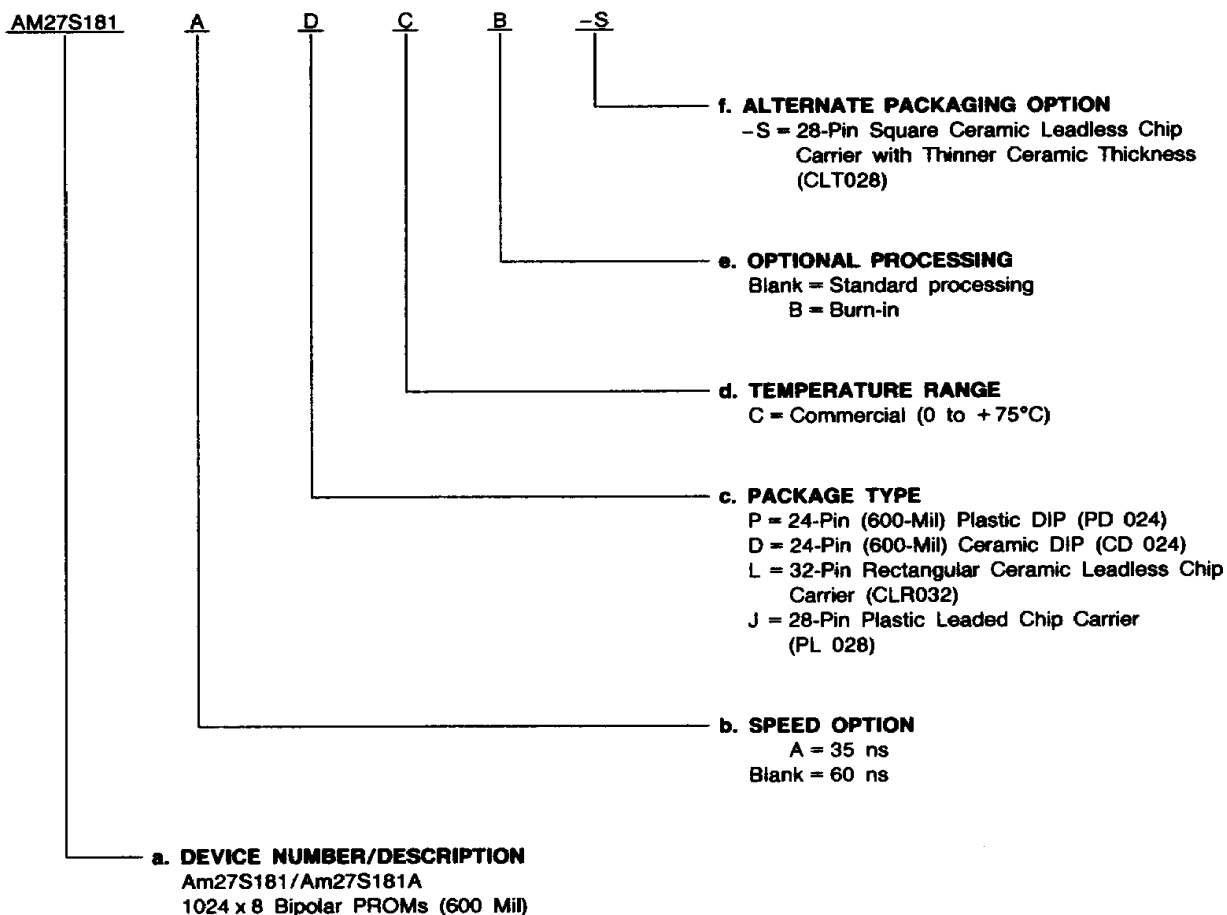 AM27S181 A D C B -S
f. ALTERNATE PACKAGING OPTION
-S = 28-Pin Square Ceramic Leadless Chip
Carrier with Thinner Ceramic Thickness
(CLT028)
e. OPTIONAL PROCESSING
Blank = Standard processing
B = Burn-in
d. TEMPERATURE RANGE
C = Commercial (0 to +75°C)
c. PACKAGE TYPE
P = 24-Pin (600-Mil) Plastic DIP (PD 024)
D = 24-Pin (600-Mil) Ceramic DIP (CD 024)
L = 32-Pin Rectangular Ceramic Leadless Chip
Carrier (CLR032)
J = 28-Pin Plastic Leaded Chip Carrier
(PL 028)
b. SPEED OPTION
A = 35 ns
Blank = 60 ns
a. DEVICE NUMBER/DESCRIPTION
Am27S181/Am27S181A
1024 x 8 Bipolar PROMs (600 Mil)